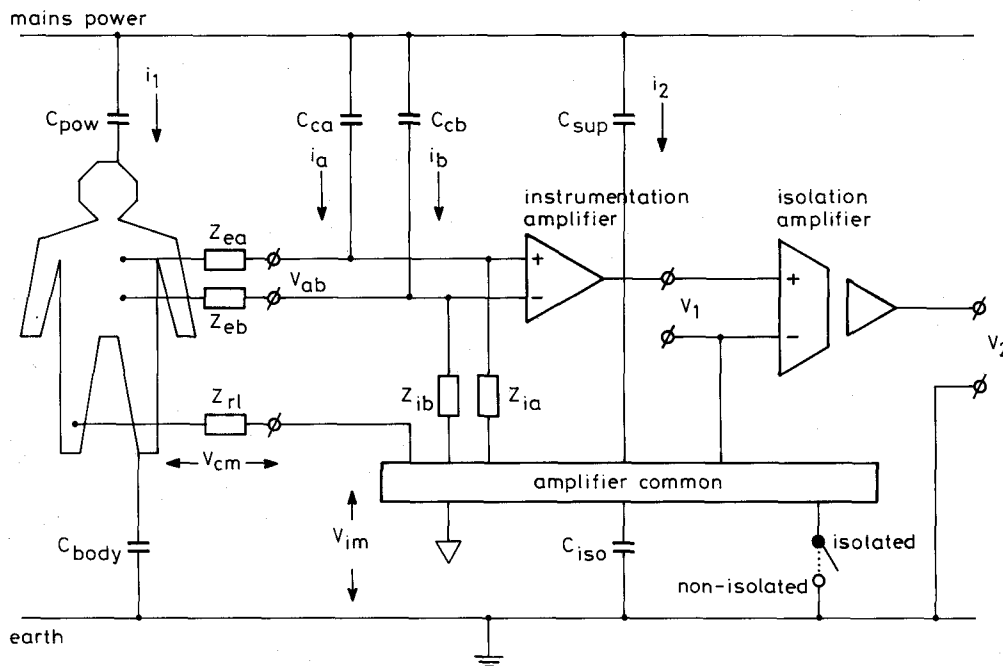 mains power
i1
i2
Cpow
Cca
Ccb
Csup
ia
ib
instrumentation
amplifier
isolation
amplifier
Zea
+
Vab
−
Zeb
V1
+
−
V2
Zrl
Zib
Zia
Vcm
amplifier common
Vim
Cbody
Ciso
isolated
non-isolated
earth